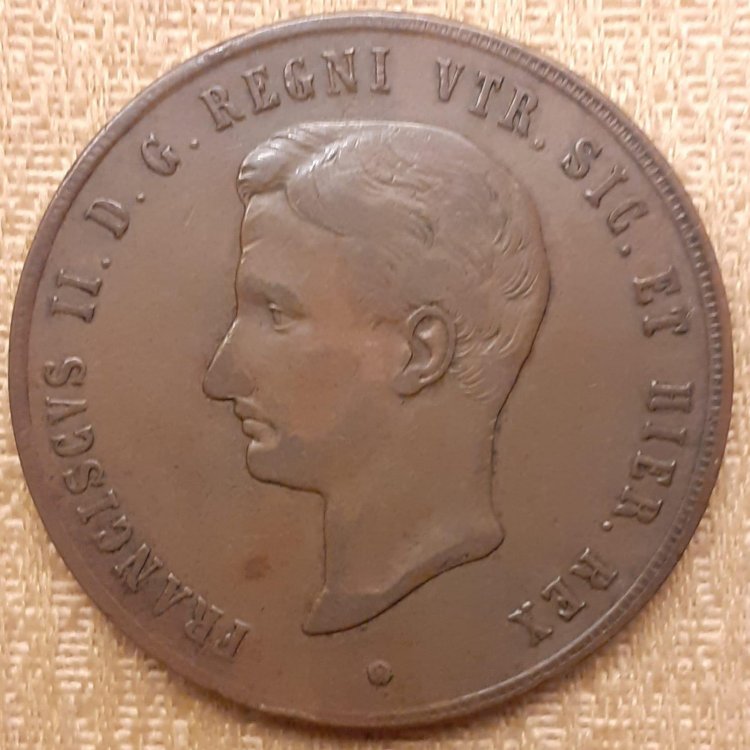 FRANCISCVS II. D. G. REGNI VTR. SIC. ET HIER. REX